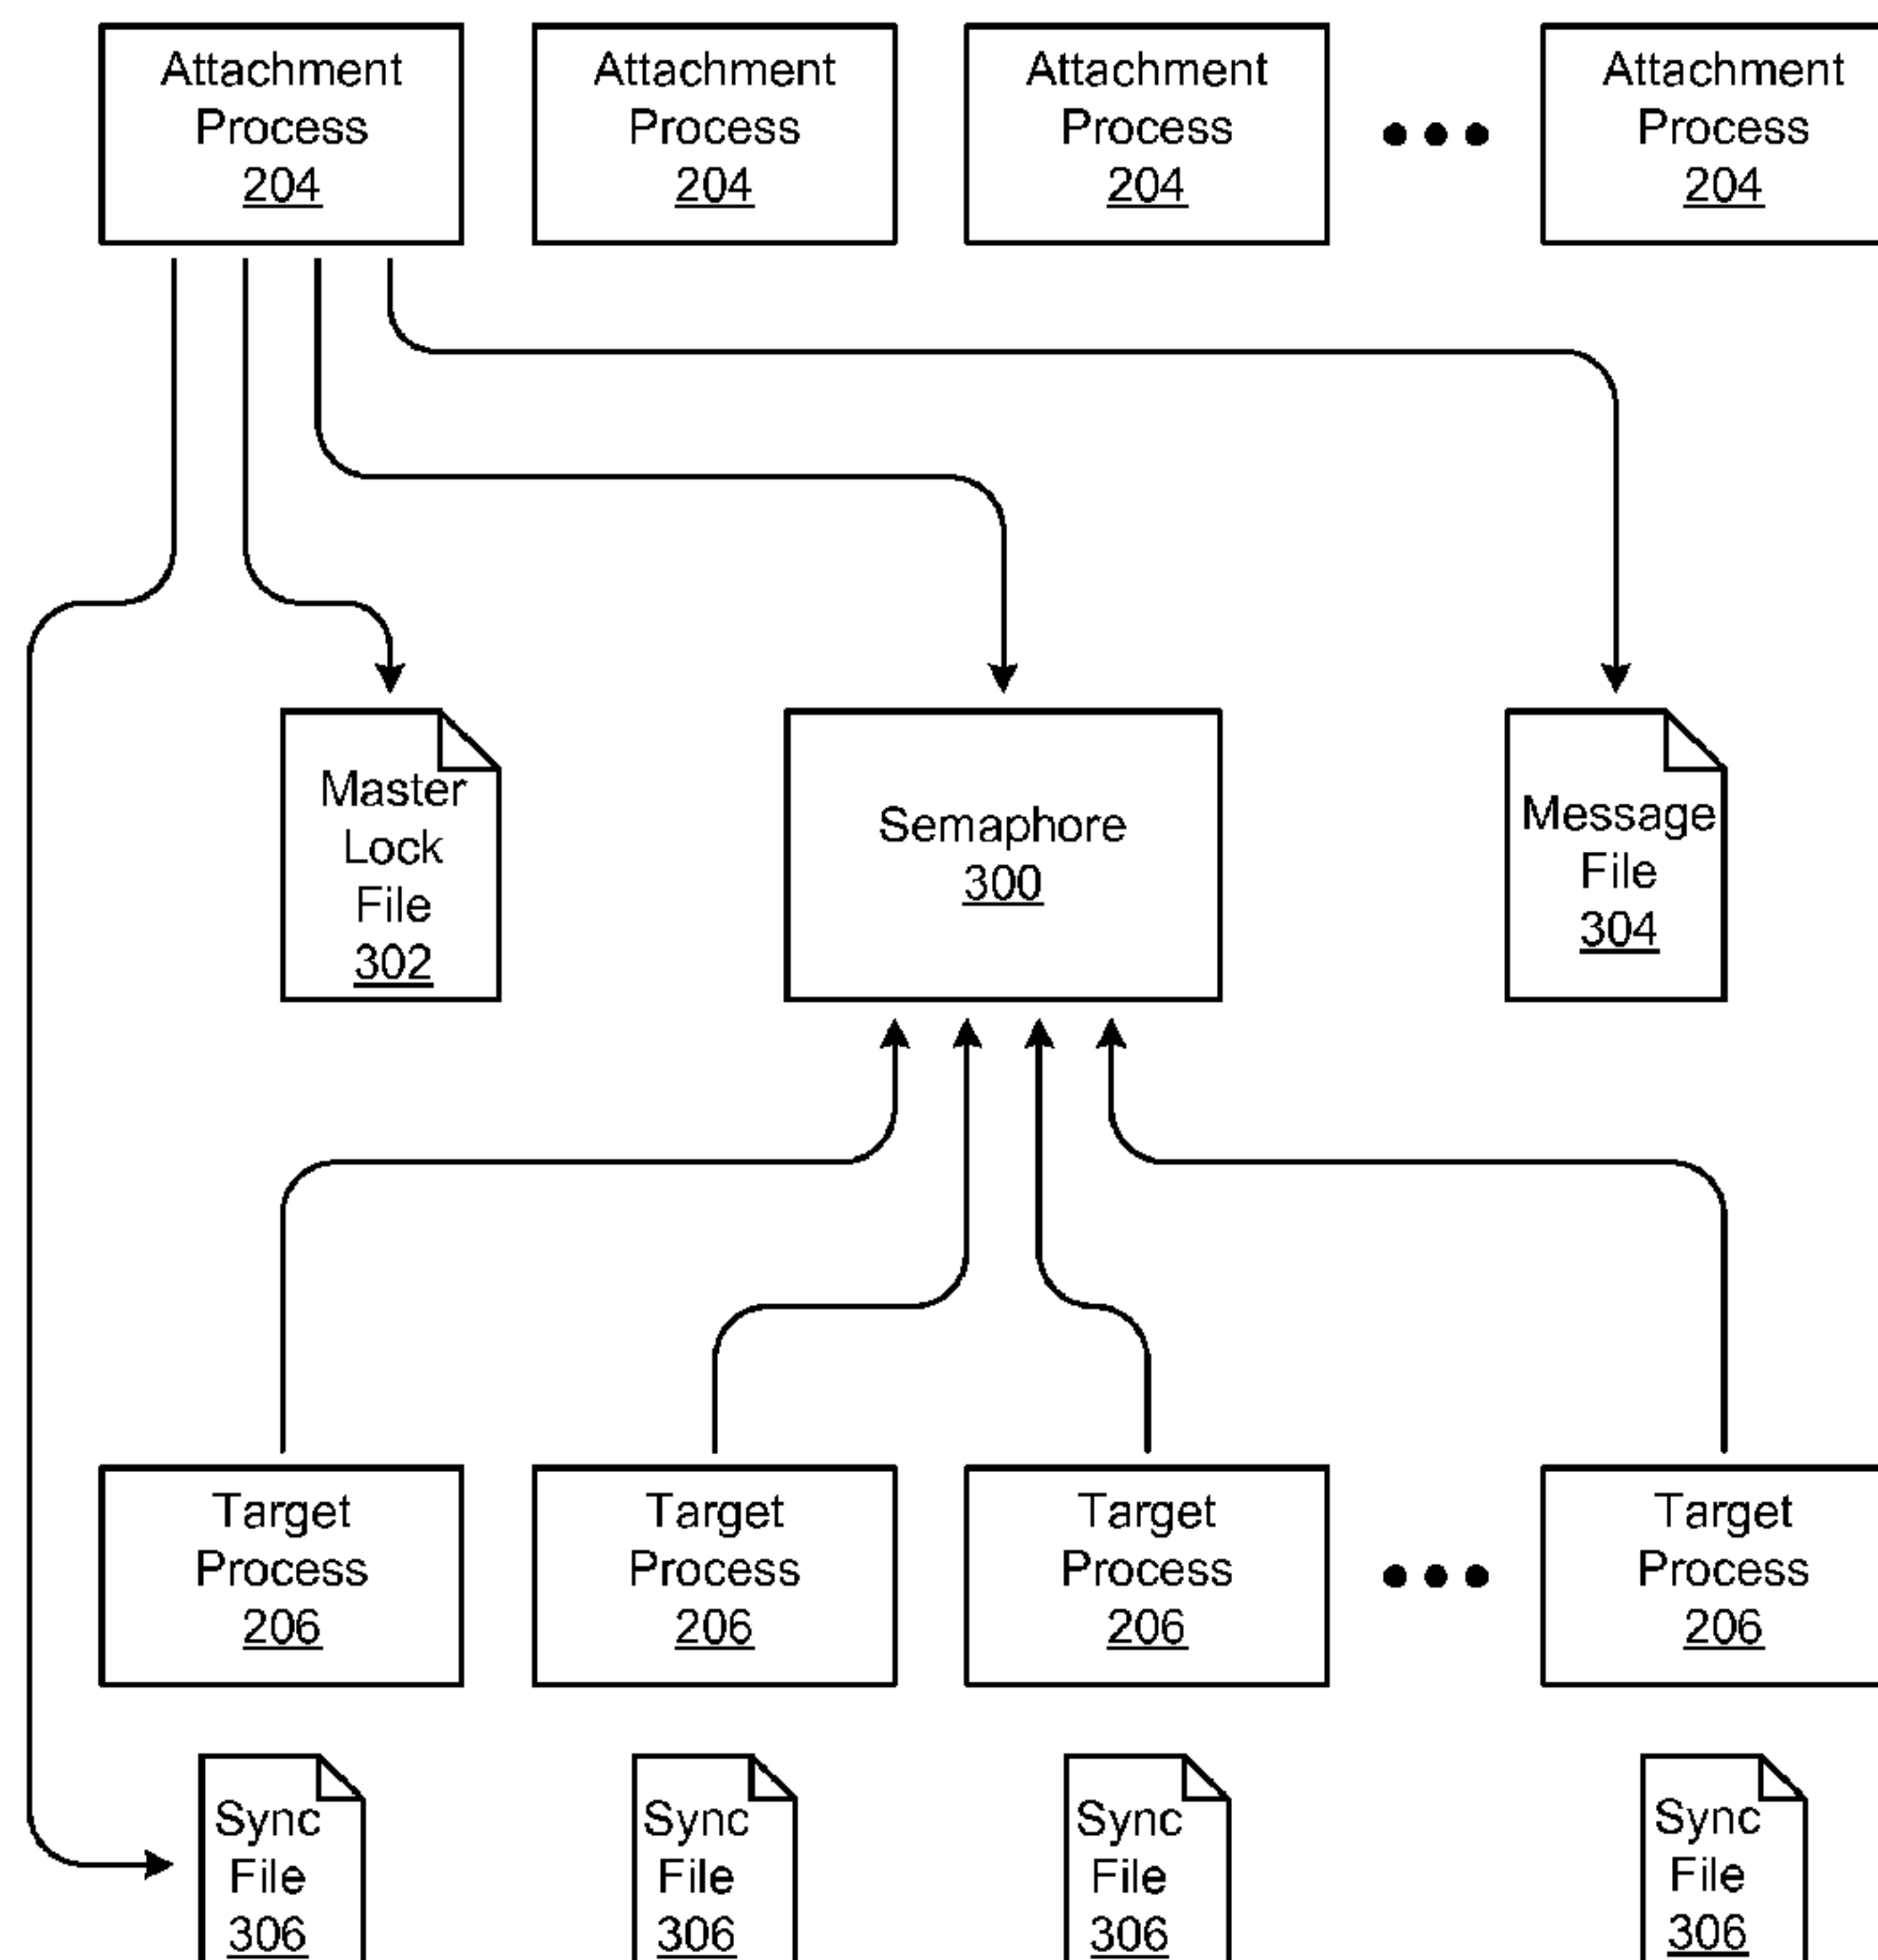 Attachment
Process
204
Attachment
Process
204
Attachment
Process
204
Attachment
Process
204
Master
Lock
File
302
Semaphore
300
Message
File
304
Target
Process
206
Target
Process
206
Target
Process
206
Target
Process
206
Sync
File
306
Sync
File
306
Sync
File
306
Sync
File
306